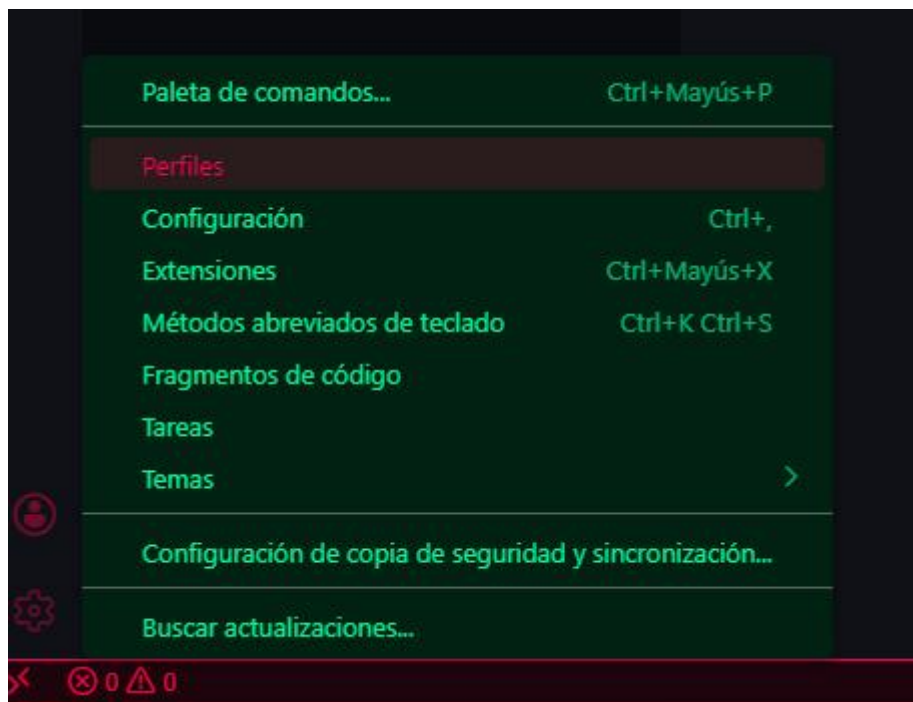 Paleta de comandos... Ctrl+Mayús+P
Perfiles
Configuración Ctrl+,
Extensiones Ctrl+Mayús+X
Métodos abreviados de teclado Ctrl+K Ctrl+S
Fragmentos de código
Tareas
Temas
Configuración de copia de seguridad y sincronización...
Buscar actualizaciones...
0 0